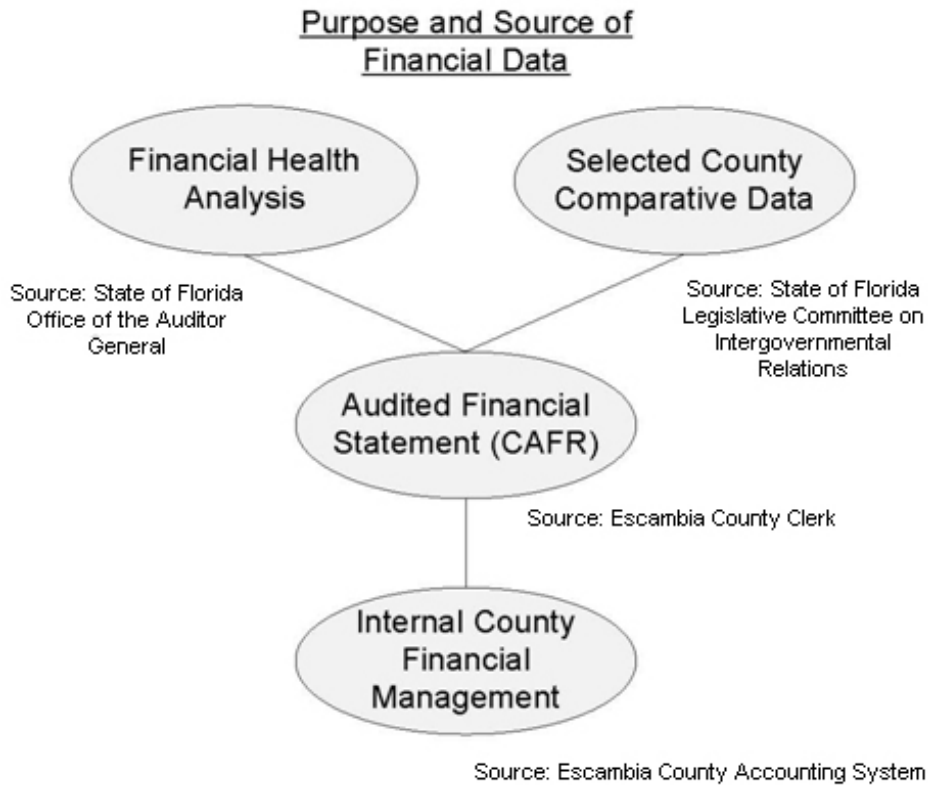 Purpose and Source of
Financial Data
Financial Health
Analysis
Selected County
Comparative Data
Source: State of Florida
Office of the Auditor
General
Source: State of Florida
Legislative Committee on
Intergovernmental
Relations
Audited Financial
Statement (CAFR)
Source: Escambia County Clerk
Internal County
Financial
Management
Source: Escambia County Accounting System